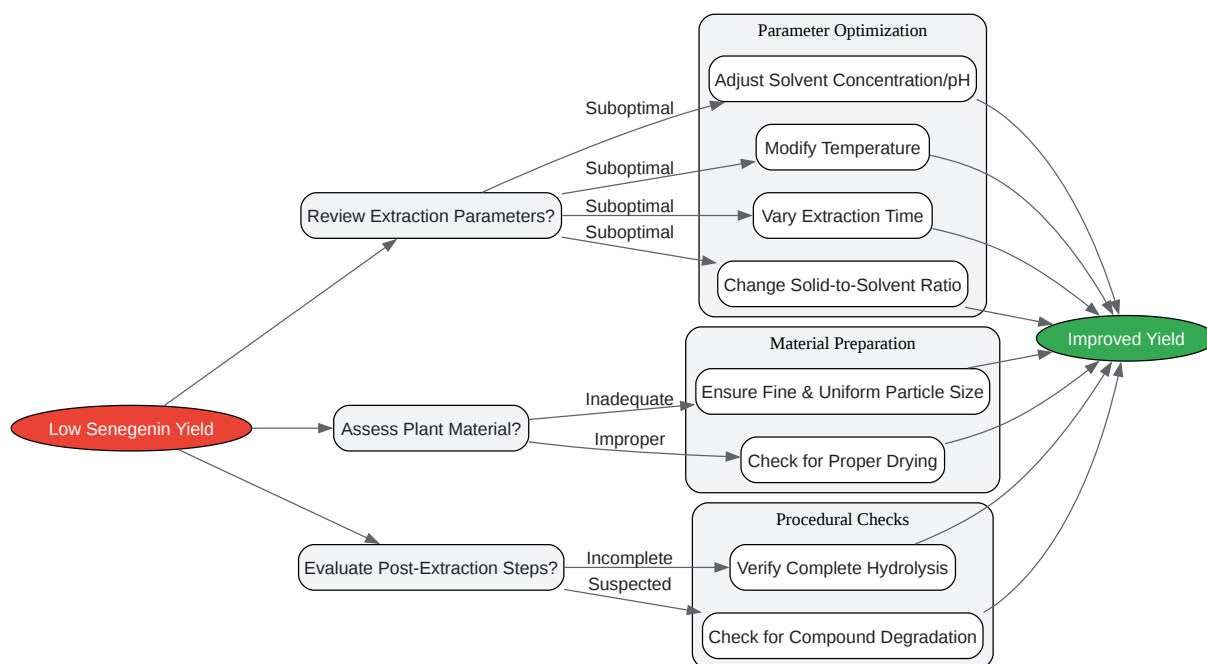 Parameter Optimization
Adjust Solvent Concentration/pH
Suboptimal
Modify Temperature
Suboptimal
Review Extraction Parameters?
Suboptimal
Vary Extraction Time
Suboptimal
Change Solid-to-Solvent Ratio
Improved Yield
Material Preparation
Ensure Fine & Uniform Particle Size
Inadequate
Low Senegenin Yield
Assess Plant Material?
Improper
Check for Proper Drying
Procedural Checks
Incomplete
Evaluate Post-Extraction Steps?
Verify Complete Hydrolysis
Suspected
Check for Compound Degradation